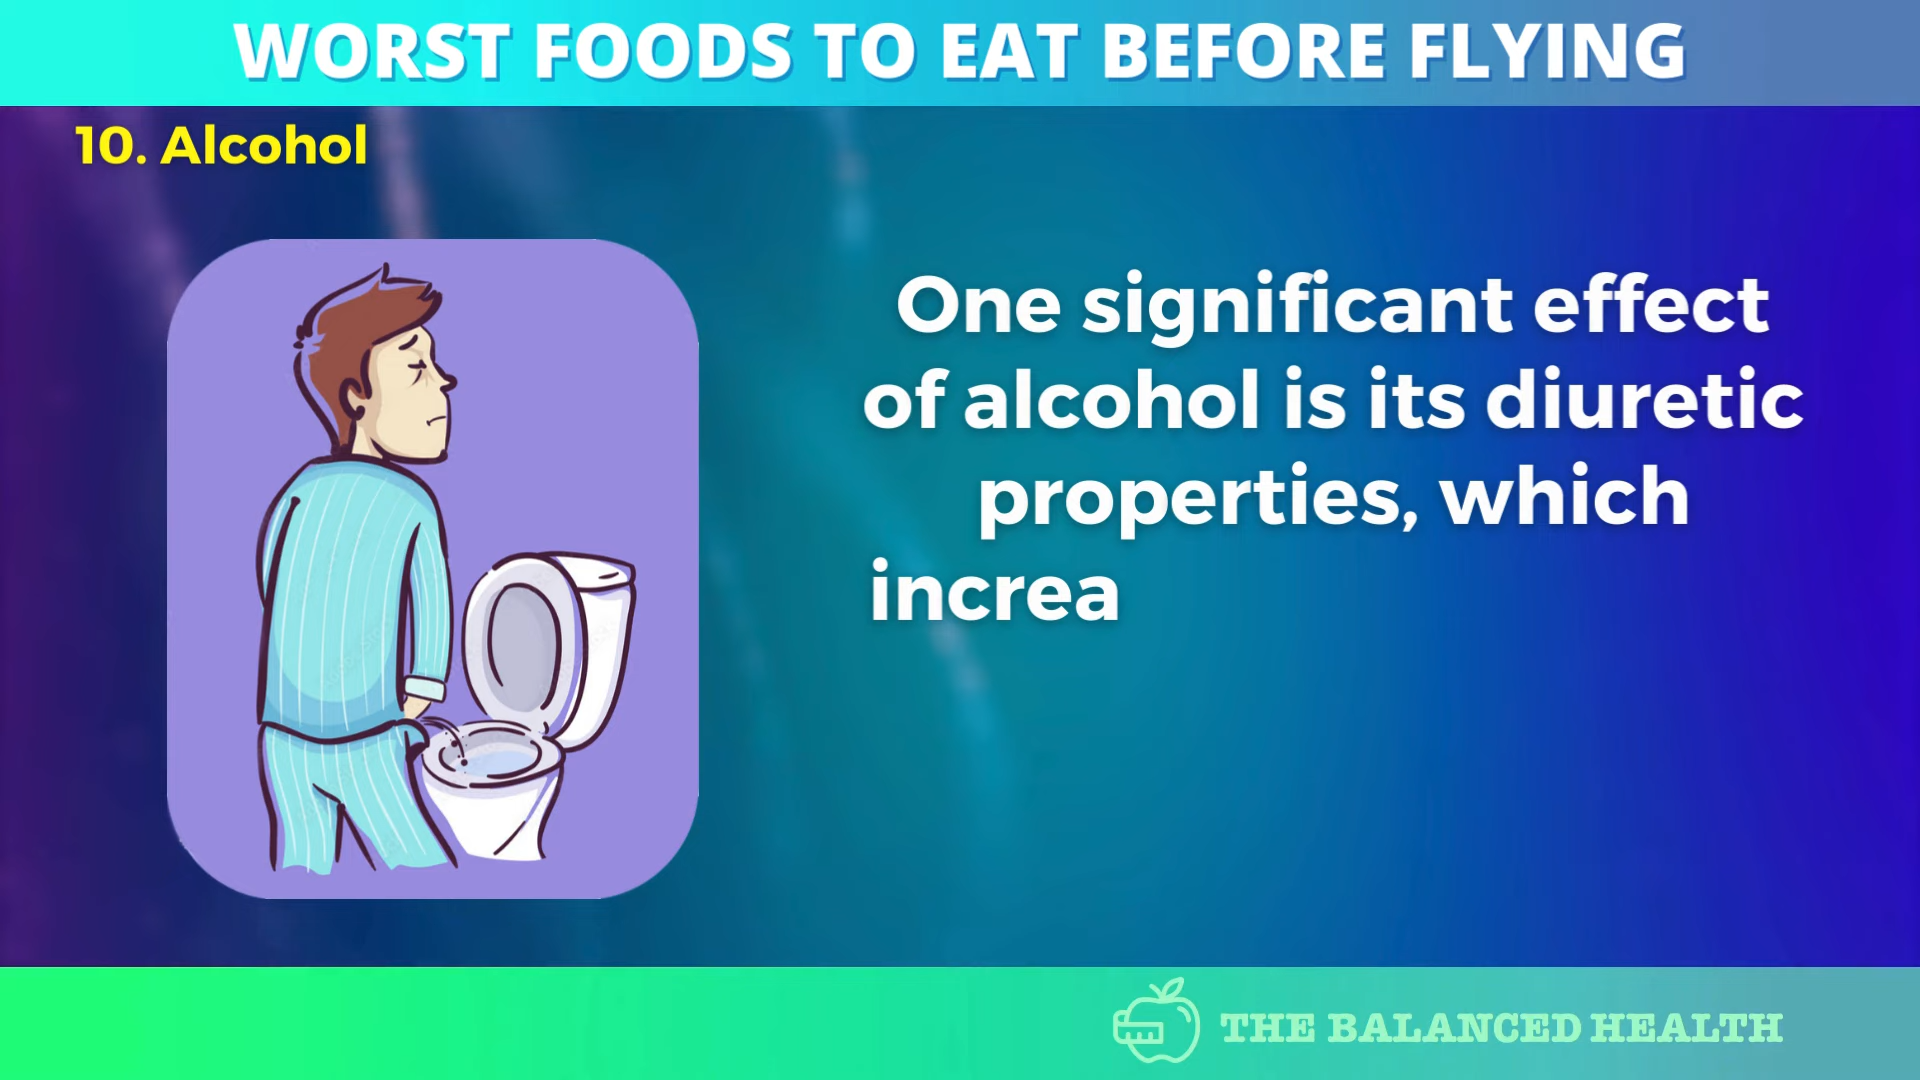 WORST FOODS TO EAT BEFORE FLYING
10. Alcohol
One significant effect
of alcohol is its diuretic
properties, which
increa
THE BALANCED HEALTH